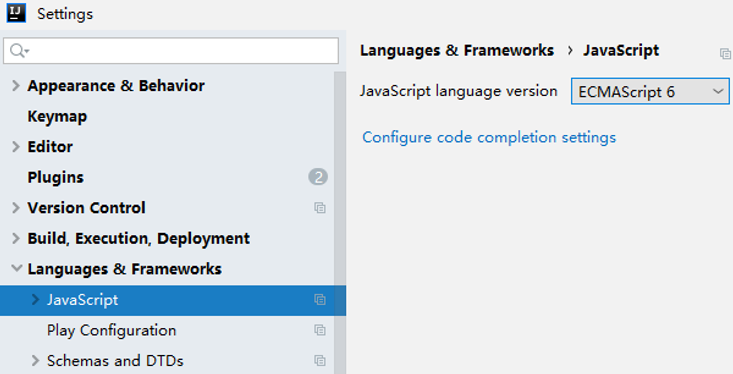 IJ
Settings
Appearance & Behavior
Keymap
Editor
Plugins 2
Version Control
Build, Execution, Deployment
Languages & Frameworks
JavaScript
Play Configuration
Schemas and DTDs
Languages & Frameworks › JavaScript
JavaScript language version ECMAScript 6
Configure code completion settings